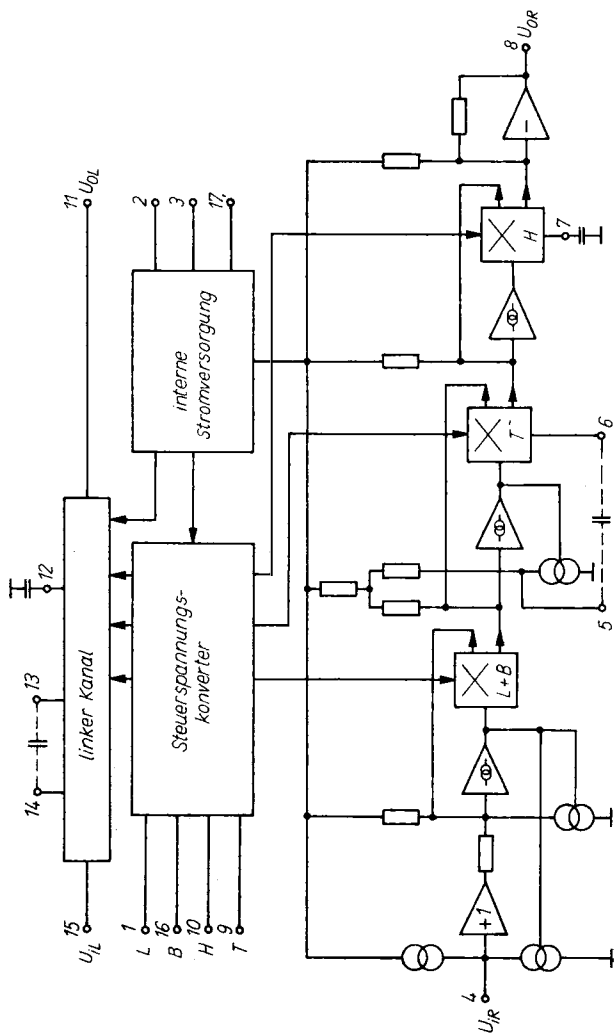 15
U_iL
14
13
12
11 U_OL
linker Kanal
1
L
16
B
10
H
9
T
Steuerspannungs-
konverter
interne
Stromversorgung
2
3
17
4
U_iR
+1
L+B
5
6
T
H
7
−
8
U_OR